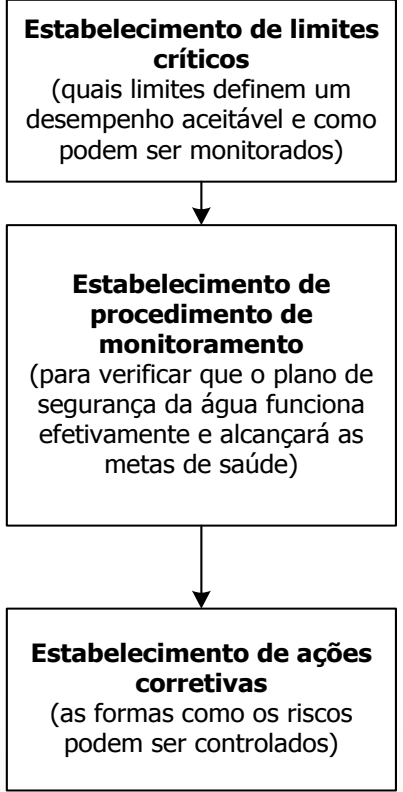 Estabelecimento de limites
críticos
(quais limites definem um
desempenho aceitável e como
podem ser monitorados)
Estabelecimento de
procedimento de
monitoramento
(para verificar que o plano de
segurança da água funciona
efetivamente e alcançará as
metas de saúde)
Estabelecimento de ações
corretivas
(as formas como os riscos
podem ser controlados)